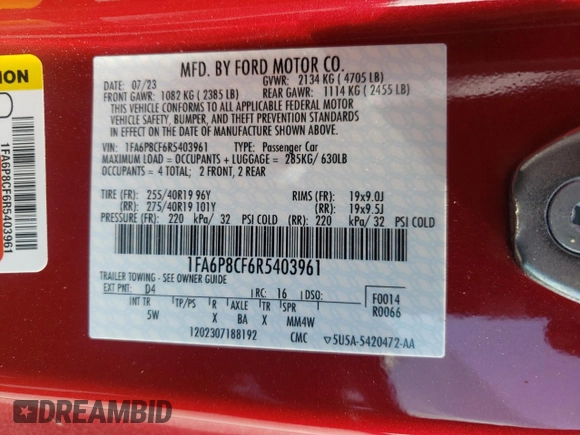 MFD. BY FORD MOTOR CO.
07/23 GVWR: 2134 KG ( 4705 LB)
FRONT GAWR: 1082 KG ( 2385 LB) REAR GAWR: 1114 KG ( 2455 LB)
THIS VEHICLE CONFORMS TO ALL APPLICABLE FEDERAL MOTOR
VEHICLE SAFETY, BUMPER, AND THEFT PREVENTION STANDARDS
IN EFFECT ON THE DATE OF MANUFACTURE SHOWN ABOVE.
VIN: 1FA6P8CF6R5403961 TYPE: Passenger Car
MAXIMUM LOAD = OCCUPANTS + LUGGAGE = 285KG/ 630LB
OCCUPANTS = 4 TOTAL; 2 FRONT, 2 REAR
TIRE (FR): 255/40R19 96Y RIMS (FR): 19x9.0J
(RR): 275/40R19 101Y (RR): 19x9.5J
PRESSURE (FR): 220 kPa/ 32 PSI COLD (RR): 220 kPa/ 32 PSI COLD
1FA6P8CF6R5403961
TRAILER TOWING - SEE OWNER GUIDE
EXT PNT: D4 RC: 16 DSO: F0014
INT TR TP/PS R AXLE TR SPR R0066
5W X BA X MM4W
1202307188192 CMC ▽5U5A-5420472-AA
ION
1FA6P8CF6R5403961
DREAMBID